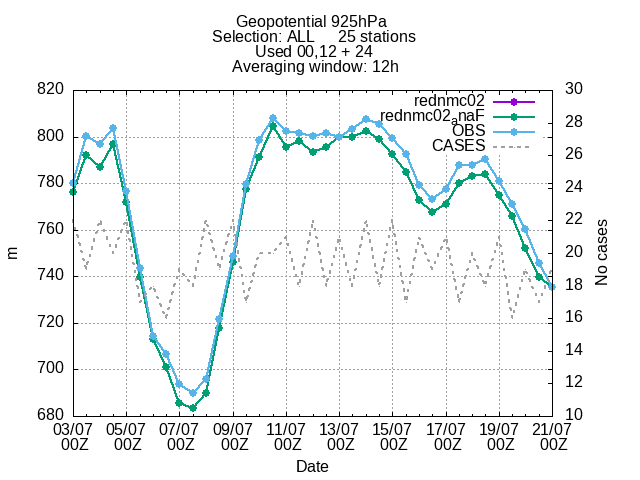 Geopotential 925hPa
Selection: ALL 25 stations
Used 00,12 + 24
Averaging window: 12h
820 30
rednmc02
rednmc02anaF
OBS
CASES
800 28
780 26
760 24
740 22
720 20
700 18
680 16
14
12
10
m
No cases
03/07 05/07 07/07 09/07 11/07 13/07 15/07 17/07 19/07 21/07
00Z 00Z 00Z 00Z 00Z 00Z 00Z 00Z 00Z 00Z
Date